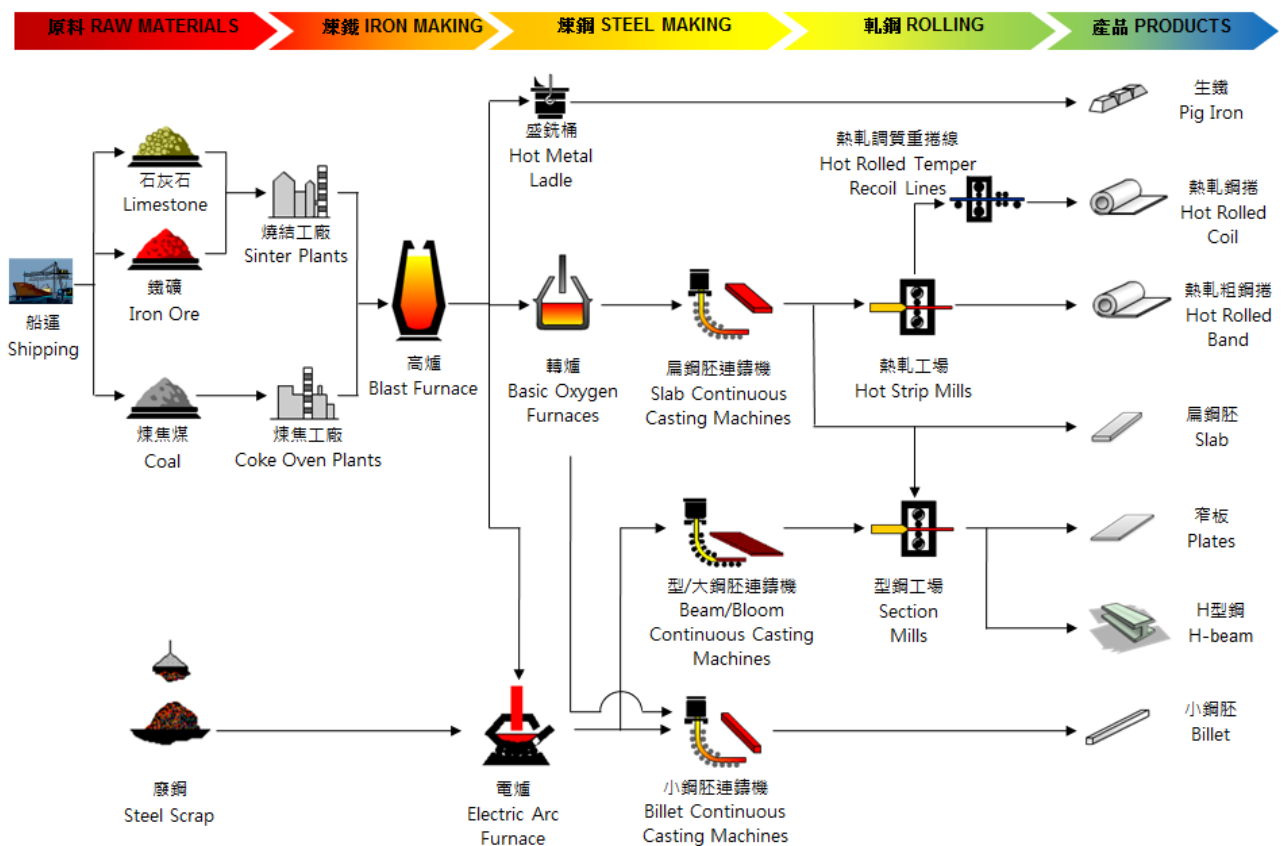 原料 RAW MATERIALS
煉鐵 IRON MAKING
煉鋼 STEEL MAKING
軋鋼 ROLLING
產品 PRODUCTS
船運
Shipping
石灰石
Limestone
鐵礦
Iron Ore
煉焦煤
Coal
廢鋼
Steel Scrap
燒結工廠
Sinter Plants
煉焦工廠
Coke Oven Plants
高爐
Blast Furnace
盛銑桶
Hot Metal
Ladle
轉爐
Basic Oxygen
Furnaces
電爐
Electric Arc
Furnace
扁鋼胚連鑄機
Slab Continuous
Casting Machines
型/大鋼胚連鑄機
Beam/Bloom
Continuous Casting
Machines
小鋼胚連鑄機
Billet Continuous
Casting Machines
熱軋調質重捲線
Hot Rolled Temper
Recoil Lines
熱軋工場
Hot Strip Mills
型鋼工場
Section
Mills
生鐵
Pig Iron
熱軋鋼捲
Hot Rolled
Coil
熱軋粗鋼捲
Hot Rolled
Band
扁鋼胚
Slab
窄板
Plates
H型鋼
H-beam
小鋼胚
Billet